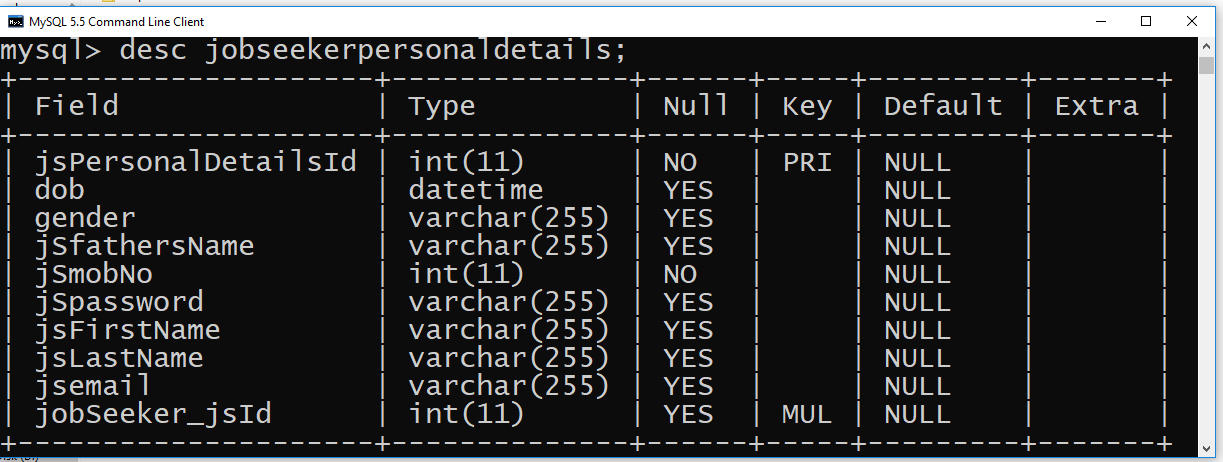 MySQL 5.5 Command Line Client
mysql> desc jobseekerpersonaldetails;
+---------------------+--------------+------+-----+---------+-------+
| Field               | Type         | Null | Key | Default | Extra |
+---------------------+--------------+------+-----+---------+-------+
| jsPersonalDetailsId | int(11)      | NO   | PRI | NULL    |       |
| dob                 | datetime     | YES  |     | NULL    |       |
| gender              | varchar(255) | YES  |     | NULL    |       |
| jSfathersName       | varchar(255) | YES  |     | NULL    |       |
| jSmobNo             | int(11)      | NO   |     | NULL    |       |
| jSpassword          | varchar(255) | YES  |     | NULL    |       |
| jsFirstName         | varchar(255) | YES  |     | NULL    |       |
| jsLastName          | varchar(255) | YES  |     | NULL    |       |
| jsemail             | varchar(255) | YES  |     | NULL    |       |
| jobSeeker_jsId      | int(11)      | YES  | MUL | NULL    |       |
+---------------------+--------------+------+-----+---------+-------+